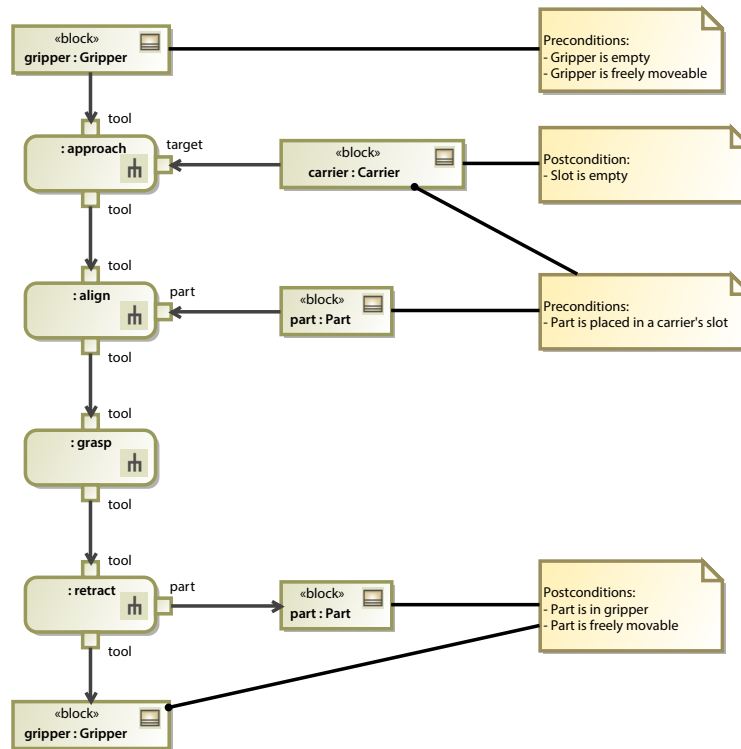 «block»
gripper : Gripper
Preconditions:
- Gripper is empty
- Gripper is freely moveable
tool
: approach
target
«block»
carrier : Carrier
Postcondition:
- Slot is empty
tool
tool
: align
part
«block»
part : Part
Preconditions:
- Part is placed in a carrier's slot
tool
tool
: grasp
tool
tool
: retract
part
«block»
part : Part
Postconditions:
- Part is in gripper
- Part is freely movable
tool
«block»
gripper : Gripper